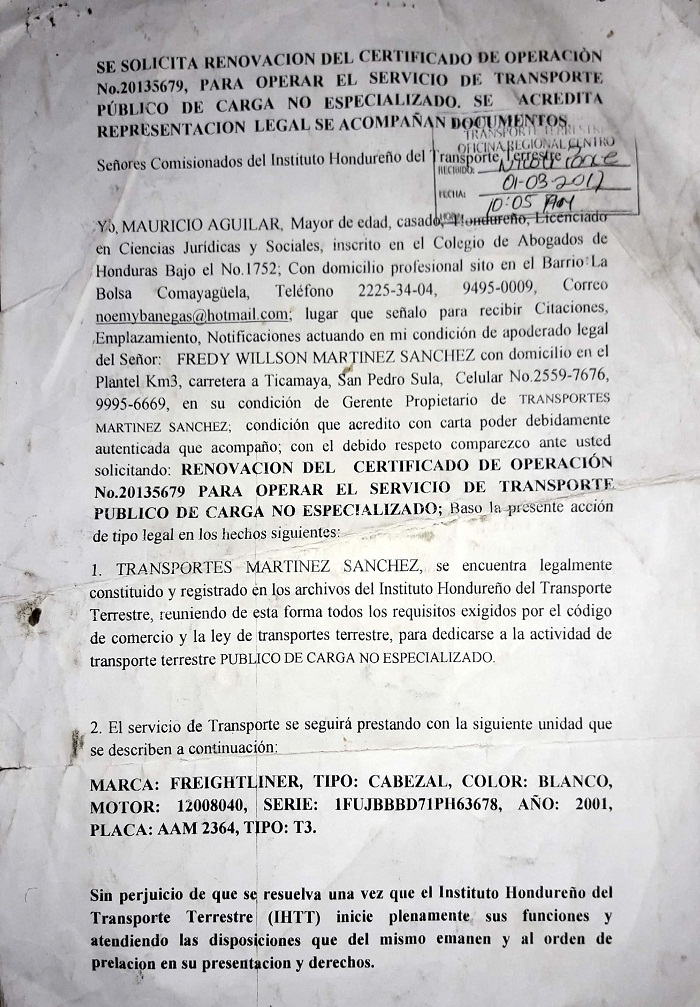 SE SOLICITA RENOVACION DEL CERTIFICADO DE OPERACIÒN
No.20135679, PARA OPERAR EL SERVICIO DE TRANSPORTE
PÚBLICO DE CARGA NO ESPECIALIZADO. SE ACREDITA
REPRESENTACION LEGAL SE ACOMPAÑAN DOCUMENTOS.
TRANSPORTE TERRESTRE
OFICINA REGIONAL CENTRO
Señores Comisionados del Instituto Hondureño del Transporte Terrestre
RECIBIDO:
FECHA: 01-03-2017
10:05 AM
Yo, MAURICIO AGUILAR, Mayor de edad, casado, Hondureño, Licenciado
en Ciencias Jurídicas y Sociales, inscrito en el Colegio de Abogados de
Honduras Bajo el No.1752; Con domicilio profesional sito en el Barrio La
Bolsa Comayagüela, Teléfono 2225-34-04, 9495-0009, Correo
noemybanegas@hotmail.com; lugar que señalo para recibir Citaciones,
Emplazamiento, Notificaciones actuando en mi condición de apoderado legal
del Señor: FREDY WILLSON MARTINEZ SANCHEZ con domicilio en el
Plantel Km3, carretera a Ticamaya, San Pedro Sula, Celular No.2559-7676,
9995-6669, en su condición de Gerente Propietario de TRANSPORTES
MARTINEZ SANCHEZ; condición que acredito con carta poder debidamente
autenticada que acompaño; con el debido respeto comparezco ante usted
solicitando: RENOVACION DEL CERTIFICADO DE OPERACIÓN
No.20135679 PARA OPERAR EL SERVICIO DE TRANSPORTE
PUBLICO DE CARGA NO ESPECIALIZADO; Baso la presente acción
de tipo legal en los hechos siguientes:
1. TRANSPORTES MARTINEZ SANCHEZ, se encuentra legalmente
constituido y registrado en los archivos del Instituto Hondureño del Transporte
Terrestre, reuniendo de esta forma todos los requisitos exigidos por el código
de comercio y la ley de transportes terrestre, para dedicarse a la actividad de
transporte terrestre PUBLICO DE CARGA NO ESPECIALIZADO.
2. El servicio de Transporte se seguirá prestando con la siguiente unidad que
se describen a continuación:
MARCA: FREIGHTLINER, TIPO: CABEZAL, COLOR: BLANCO,
MOTOR: 12008040, SERIE: 1FUJBBBD71PH63678, AÑO: 2001,
PLACA: AAM 2364, TIPO: T3.
Sin perjuicio de que se resuelva una vez que el Instituto Hondureño del
Transporte Terrestre (IHTT) inicie plenamente sus funciones y
atendiendo las disposiciones que del mismo emanen y al orden de
prelacion en su presentacion y derechos.